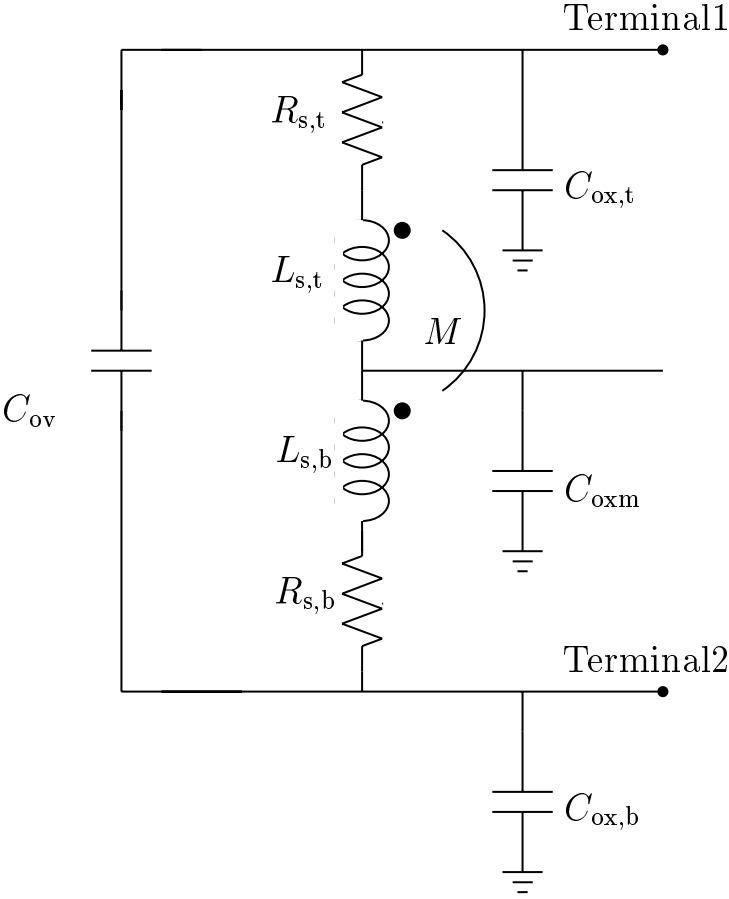 Terminal1
R_{s,t}
C_{ox,t}
L_{s,t}
M
C_{ov}
L_{s,b}
C_{oxm}
R_{s,b}
Terminal2
C_{ox,b}